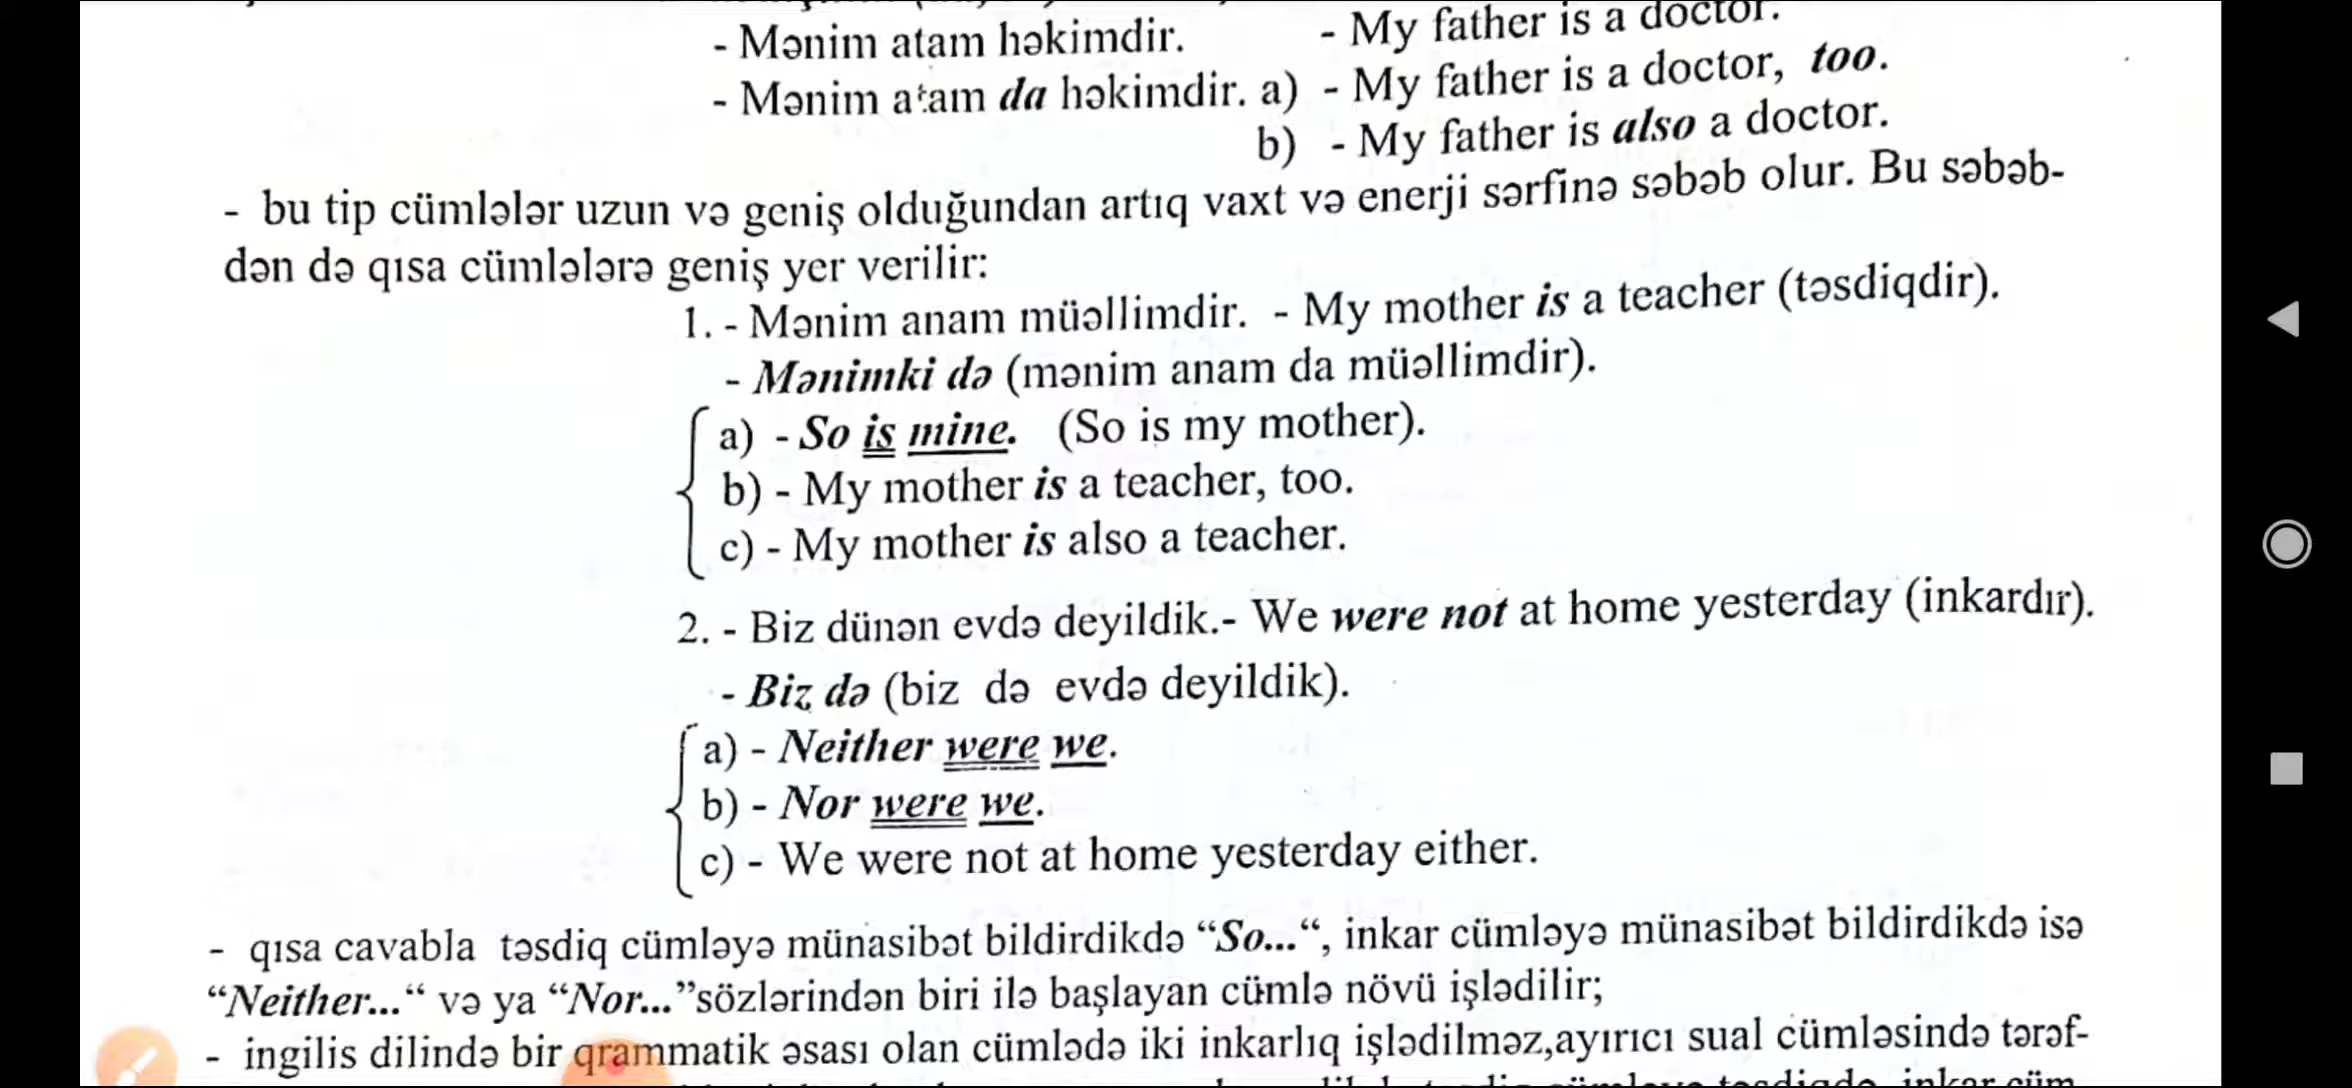 - Mənim atam həkimdir. - My father is a doctor.
- Mənim atam da həkimdir. a) - My father is a doctor, too.
b) - My father is also a doctor.
- bu tip cümlələr uzun və geniş olduğundan artıq vaxt və enerji sərfinə səbəb olur. Bu səbəb-
dən də qısa cümlələrə geniş yer verilir:
1. - Mənim anam müəllimdir. - My mother is a teacher (təsdiqdir).
- Mənimki də (mənim anam da müəllimdir).
a) - So is mine. (So is my mother).
b) - My mother is a teacher, too.
c) - My mother is also a teacher.
2. - Biz dünən evdə deyildik.- We were not at home yesterday (inkardır).
- Biz də (biz də evdə deyildik).
a) - Neither were we.
b) - Nor were we.
c) - We were not at home yesterday either.
- qısa cavabla təsdiq cümləyə münasibət bildirdikdə “So...“, inkar cümləyə münasibət bildirdikdə isə
“Neither...“ və ya “Nor...”sözlərindən biri ilə başlayan cümlə növü işlədilir;
- ingilis dilində bir qrammatik əsası olan cümlədə iki inkarlıq işlədilməz,ayırıcı sual cümləsində tərəf-